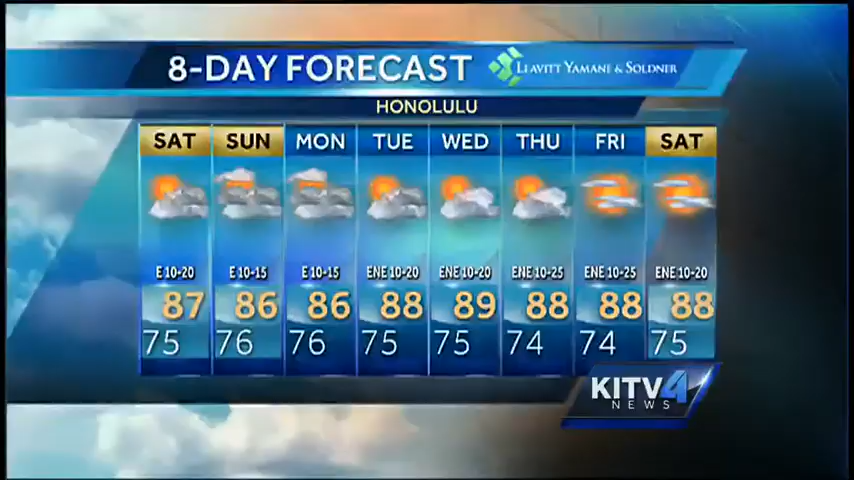 8-DAY FORECAST LEAVITT YAMANE & SOLDNER
HONOLULU
SAT SUN MON TUE WED THU FRI SAT
E 10-20 E 10-15 E 10-15 ENE 10-20 ENE 10-20 ENE 10-25 ENE 10-25 ENE 10-20
87 86 86 88 89 88 88 88
75 76 76 75 75 74 74 75
KITV4
NEWS